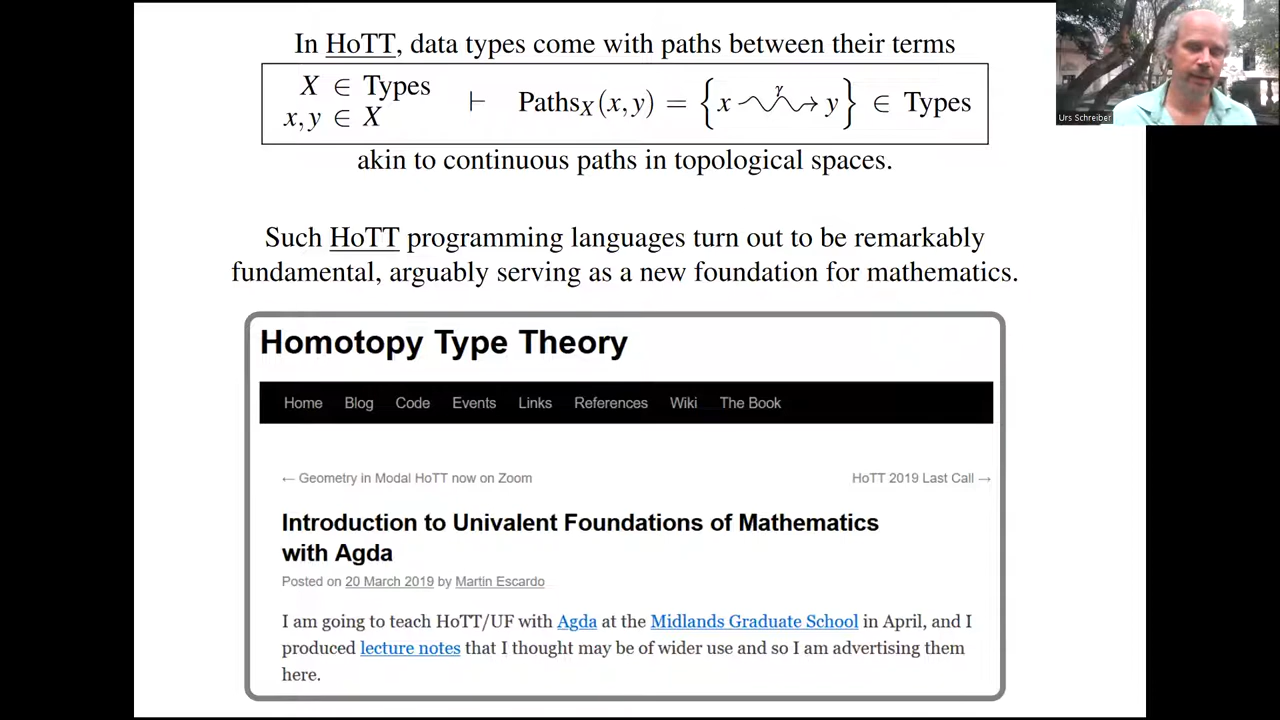 In HoTT, data types come with paths between their terms
X ∈ Types
x, y ∈ X
⊢ Paths_X(x, y) = { x γ y } ∈ Types
akin to continuous paths in topological spaces.
Urs Schreiber
Such HoTT programming languages turn out to be remarkably
fundamental, arguably serving as a new foundation for mathematics.
Homotopy Type Theory
Home Blog Code Events Links References Wiki The Book
← Geometry in Modal HoTT now on Zoom HoTT 2019 Last Call →
Introduction to Univalent Foundations of Mathematics
with Agda
Posted on 20 March 2019 by Martin Escardo
I am going to teach HoTT/UF with Agda at the Midlands Graduate School in April, and I
produced lecture notes that I thought may be of wider use and so I am advertising them
here.